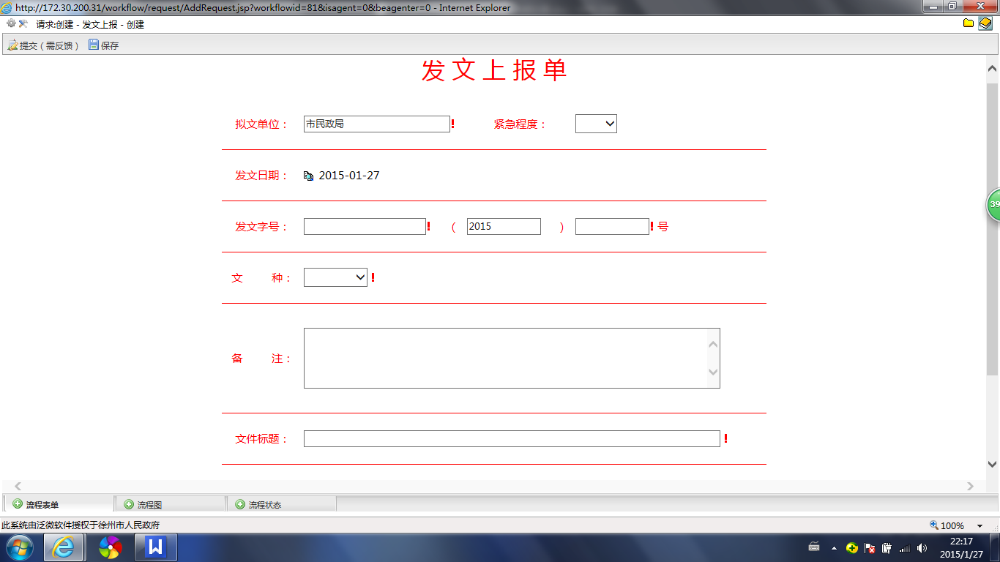 http://172.30.200.31/workflow/request/AddRequest.jsp?workflowid=81&isagent=0&beagenter=0 - Internet Explorer
请求:创建 - 发文上报 - 创建
提交（需反馈） 保存
发文上报单
拟文单位： 市民政局 ! 紧急程度：
发文日期： 2015-01-27
发文字号： ! （ 2015 ） ! 号
文 种： !
备 注：
文件标题： !
流程表单 流程图 流程状态
此系统由泛微软件授权于徐州市人民政府 100%
39
W
22:17
2015/1/27